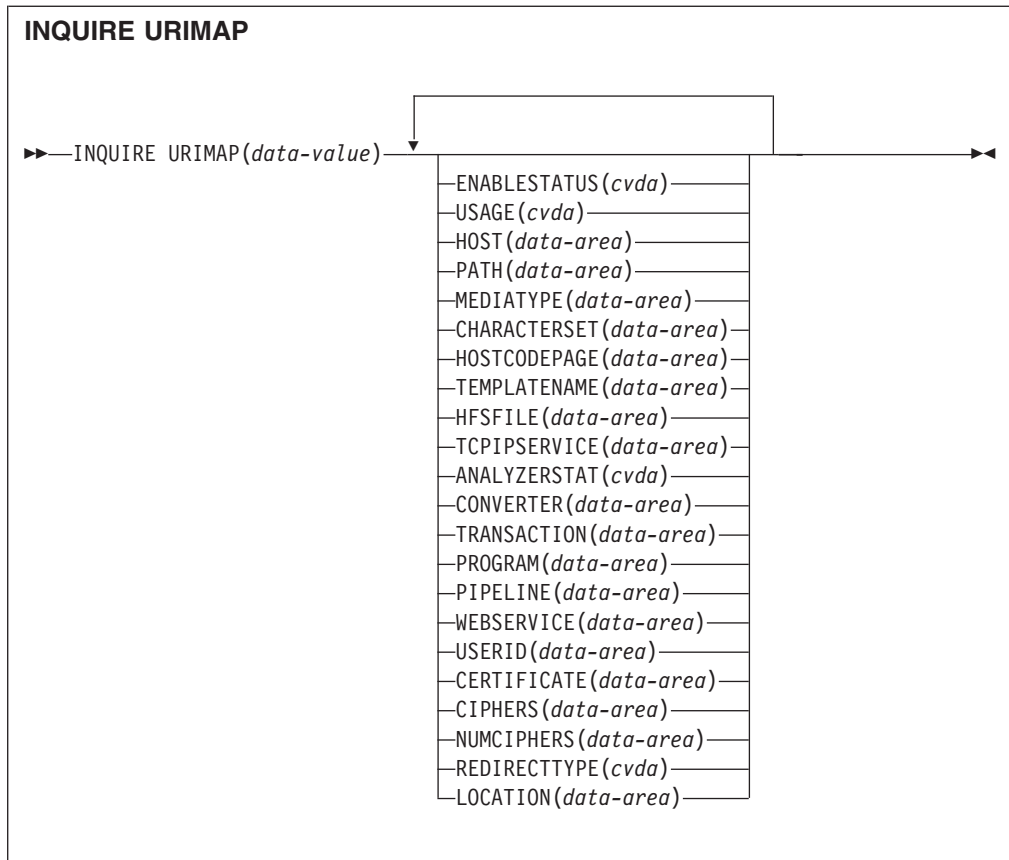 INQUIRE URIMAP
INQUIRE URIMAP(data-value)
ENABLESTATUS(cvda)
USAGE(cvda)
HOST(data-area)
PATH(data-area)
MEDIATYPE(data-area)
CHARACTERSET(data-area)
HOSTCODEPAGE(data-area)
TEMPLATENAME(data-area)
HFSFILE(data-area)
TCPIPSERVICE(data-area)
ANALYZERSTAT(cvda)
CONVERTER(data-area)
TRANSACTION(data-area)
PROGRAM(data-area)
PIPELINE(data-area)
WEBSERVICE(data-area)
USERID(data-area)
CERTIFICATE(data-area)
CIPHERS(data-area)
NUMCIPHERS(data-area)
REDIRECTTYPE(cvda)
LOCATION(data-area)